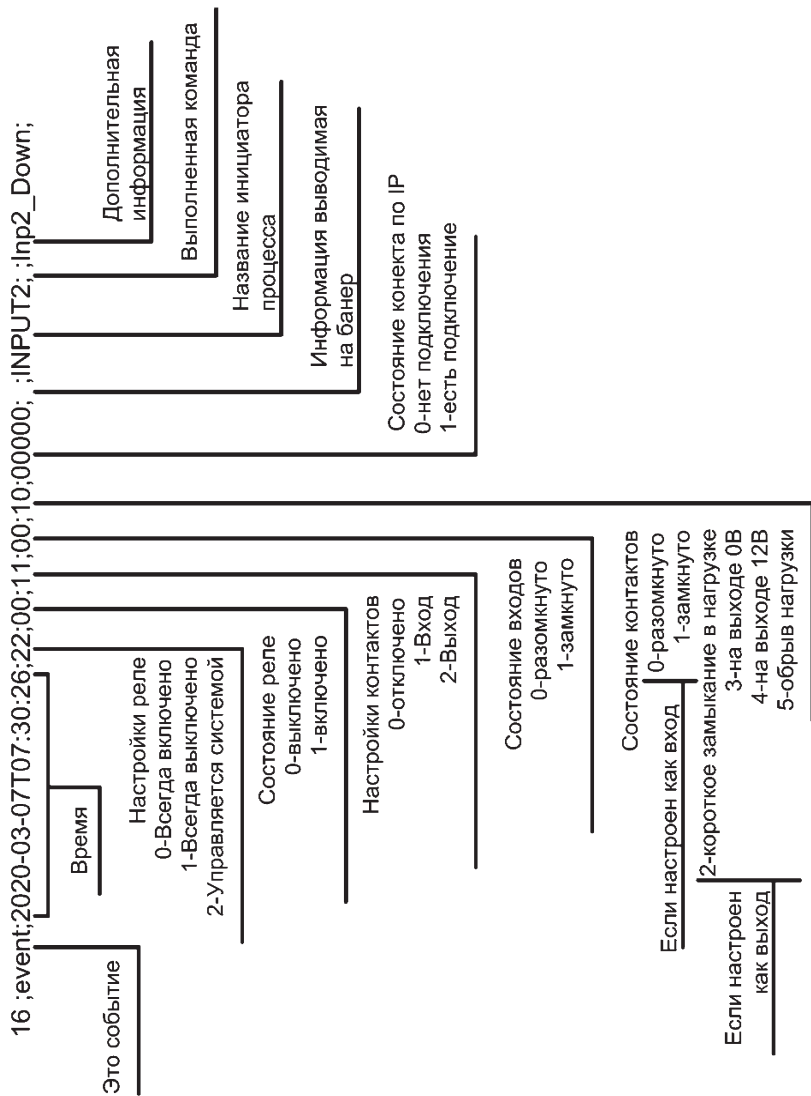 16 ;event;2020-03-07T07:30:26;22;00;11;00;10;00000; ;INPUT2; ;Inp2_Down;
Это событие
Время
Настройки реле
0-Всегда включено
1-Всегда выключено
2-Управляется системой
Состояние реле
0-выключено
1-включено
Настройки контактов
0-отключено
1-Вход
2-Выход
Состояние входов
0-разомкнуто
1-замкнуто
Состояние контактов
0-разомкнуто
1-замкнуто
Если настроен как вход
2-короткое замыкание в нагрузке
3-на выходе 0В
4-на выходе 12В
5-обрыв нагрузки
Если настроен
как выход
Состояние конекта по IP
0-нет подключения
1-есть подключение
Информация выводимая
на банер
Название инициатора
процесса
Выполненная команда
Дополнительная
информация